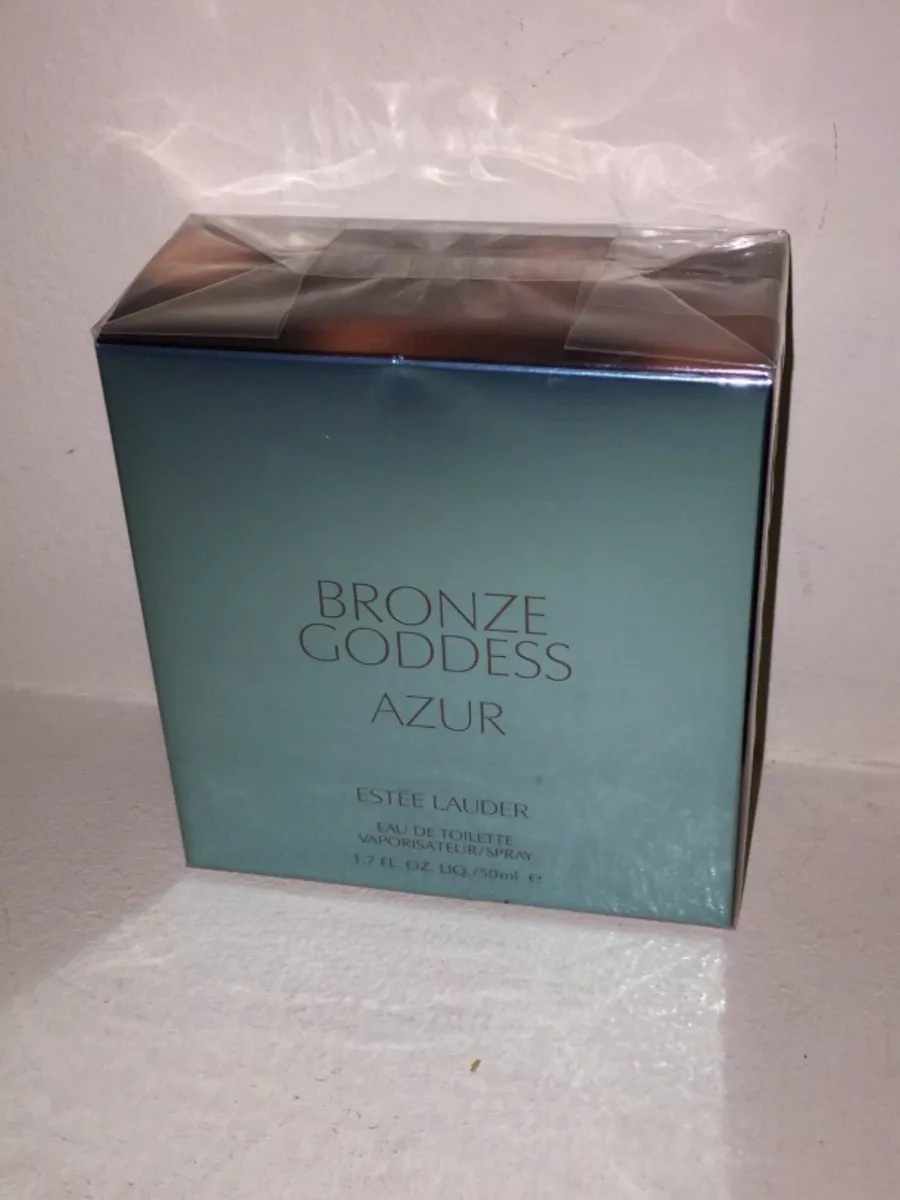 BRONZE
GODDESS
AZUR
ESTĒE LAUDER
EAU DE TOILETTE
VAPORISATEUR/SPRAY
1.7 FL. OZ. LIQ./50ml ℮